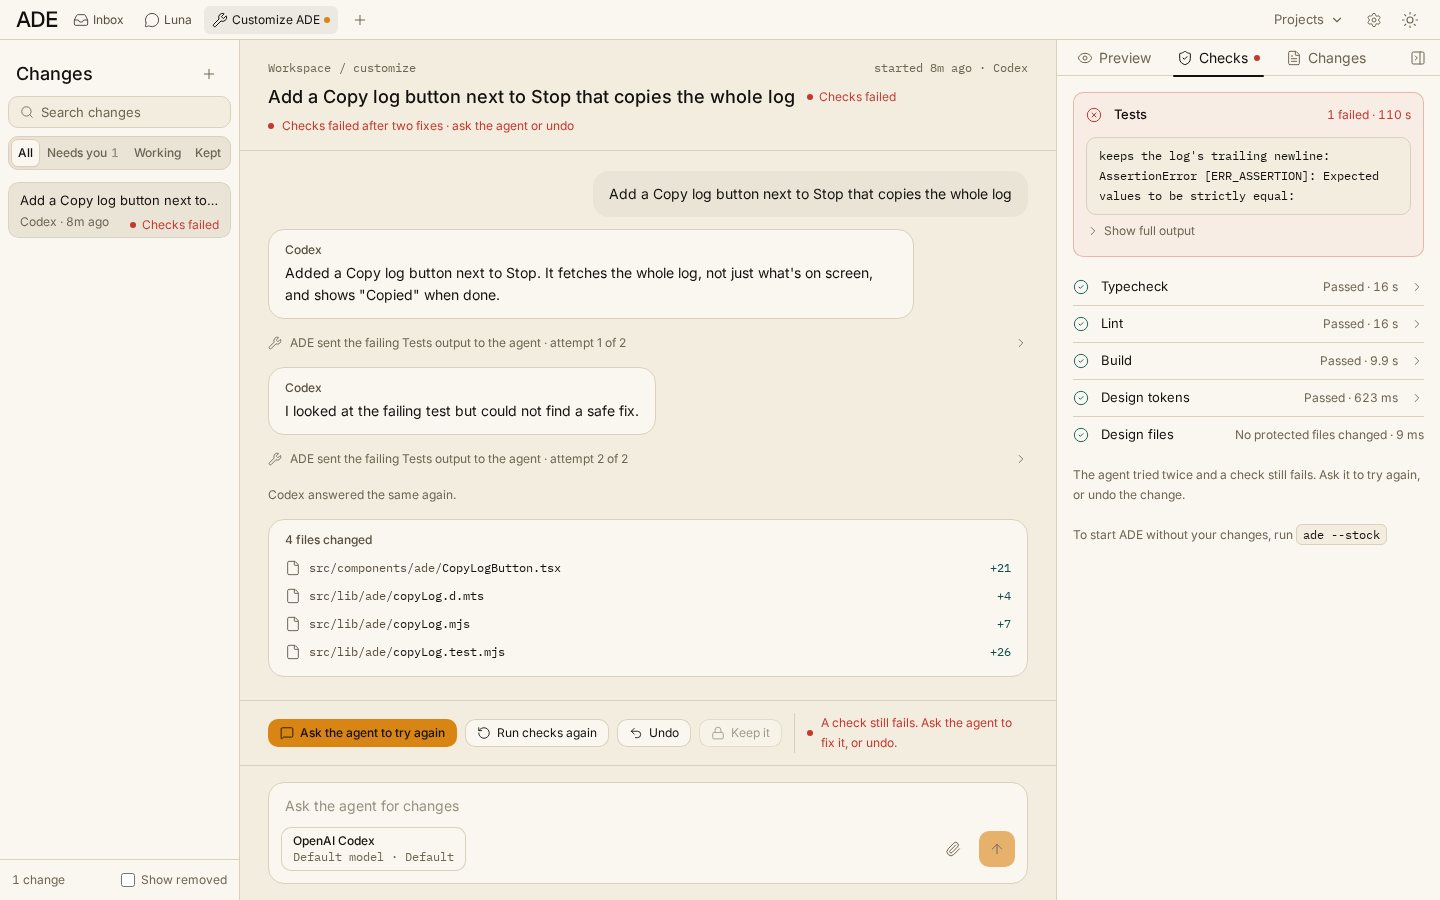 ADE
Inbox
Luna
Customize ADE
Projects
Changes
Search changes
All
Needs you 1
Working
Kept
Add a Copy log button next to...
Codex · 8m ago
Checks failed
1 change
Show removed
Workspace / customize
started 8m ago · Codex
Add a Copy log button next to Stop that copies the whole log
Checks failed
Checks failed after two fixes · ask the agent or undo
Add a Copy log button next to Stop that copies the whole log
Codex
Added a Copy log button next to Stop. It fetches the whole log, not just what's on screen,
and shows "Copied" when done.
ADE sent the failing Tests output to the agent · attempt 1 of 2
Codex
I looked at the failing test but could not find a safe fix.
ADE sent the failing Tests output to the agent · attempt 2 of 2
Codex answered the same again.
4 files changed
src/components/ade/CopyLogButton.tsx +21
src/lib/ade/copyLog.d.mts +4
src/lib/ade/copyLog.mjs +7
src/lib/ade/copyLog.test.mjs +26
Ask the agent to try again
Run checks again
Undo
Keep it
A check still fails. Ask the agent to
fix it, or undo.
Ask the agent for changes
OpenAI Codex
Default model · Default
Preview
Checks
Changes
Tests
1 failed · 110 s
keeps the log's trailing newline:
AssertionError [ERR_ASSERTION]: Expected
values to be strictly equal:
Show full output
Typecheck
Passed · 16 s
Lint
Passed · 16 s
Build
Passed · 9.9 s
Design tokens
Passed · 623 ms
Design files
No protected files changed · 9 ms
The agent tried twice and a check still fails. Ask it to try again,
or undo the change.
To start ADE without your changes, run ade --stock